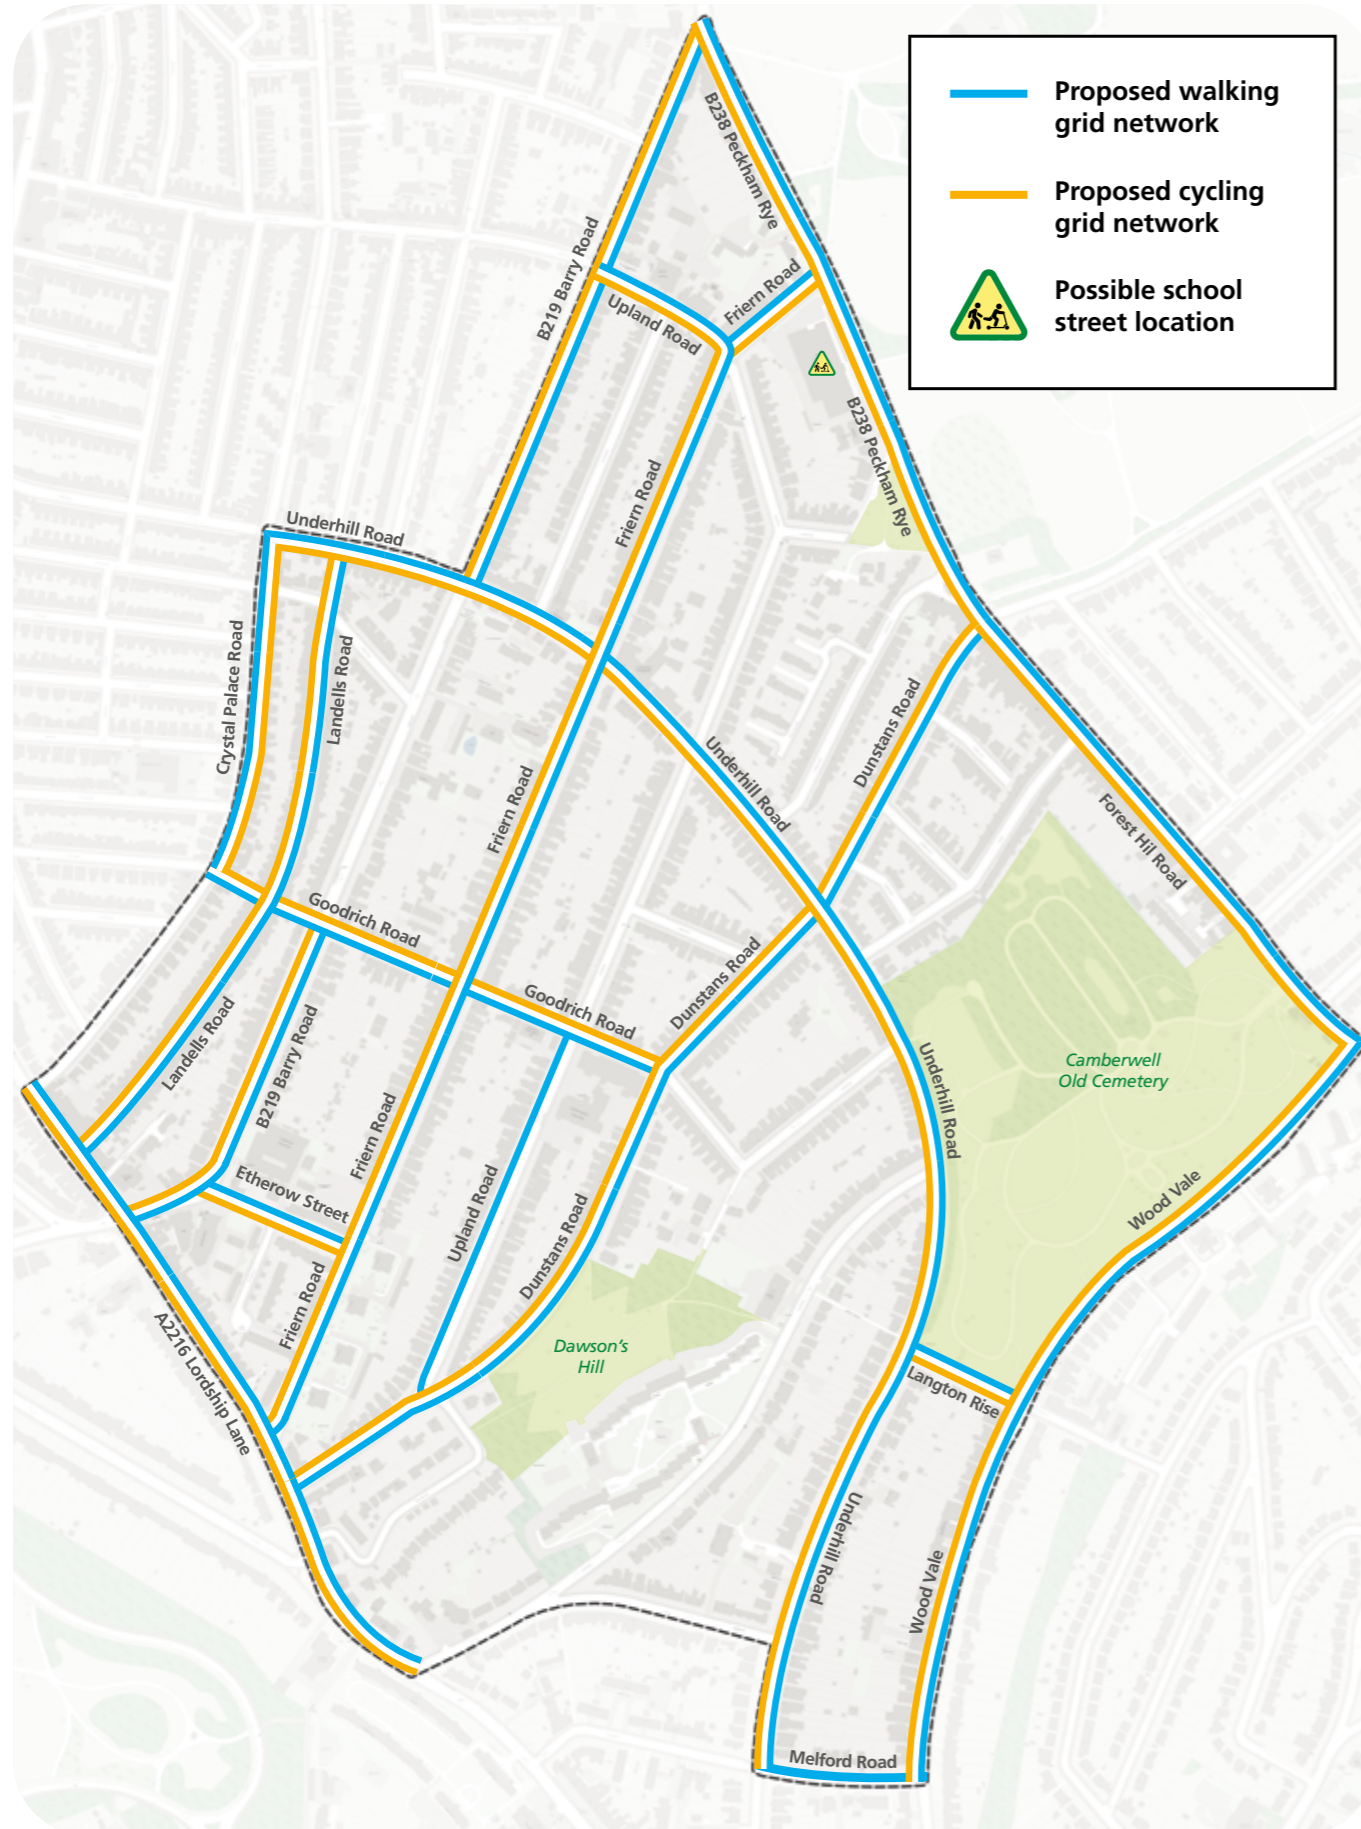 Proposed walking
grid network
Proposed cycling
grid network
Possible school
street location
B238 Peckham Rye
B219 Barry Road
Friern Road
Upland Road
B238 Peckham Rye
Friern Road
Underhill Road
Crystal Palace Road
Landells Road
Dunstans Road
Underhill Road
Friern Road
Forest Hil Road
Goodrich Road
Dunstans Road
Goodrich Road
Landells Road
B219 Barry Road
Underhill Road
Camberwell
Old Cemetery
Friern Road
Etherow Street
Upland Road
Dunstans Road
Wood Vale
Friern Road
A2216 Lordship Lane
Dawson's
Hill
Langton Rise
Underhill Road
Wood Vale
Melford Road